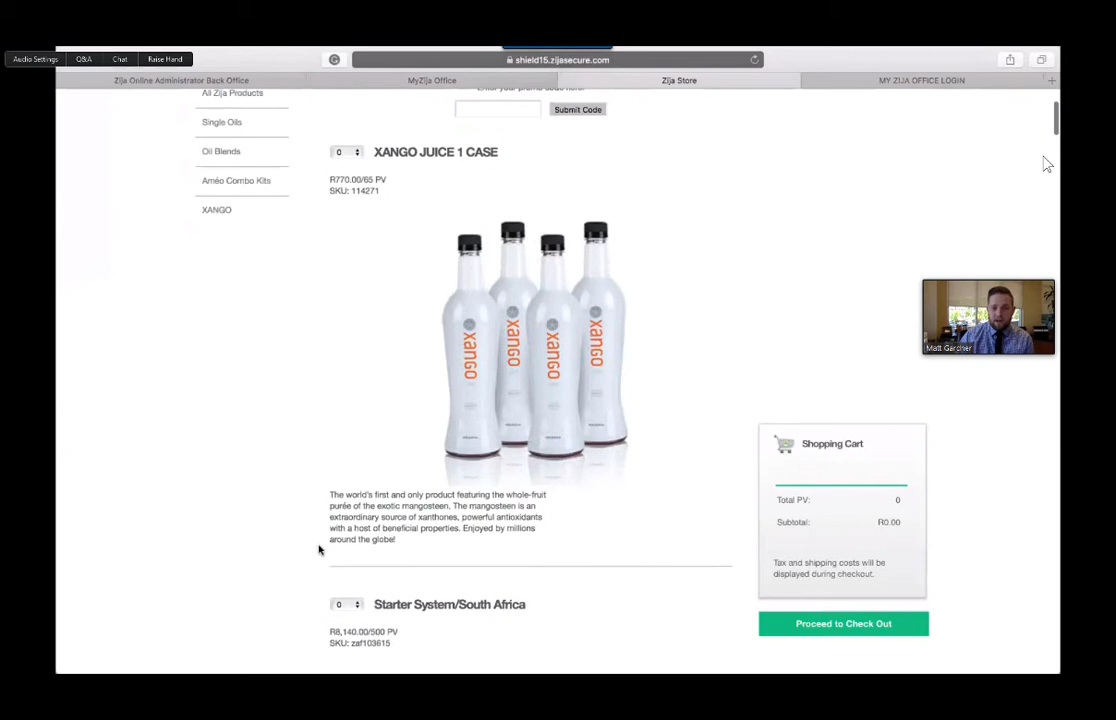 Audio Settings Q&A Chat Raise Hand
shield15.zijasecure.com
Zija Online Administrator Back Office MyZija Office Zija Store MY ZIJA OFFICE LOGIN
All Zija Products
Single Oils
Oil Blends
Améo Combo Kits
XANGO
Enter your promo code here:
Submit Code
0 XANGO JUICE 1 CASE
R770.00/65 PV
SKU: 114271
xango xango xango xango
The world's first and only product featuring the whole-fruit
purée of the exotic mangosteen. The mangosteen is an
extraordinary source of xanthones, powerful antioxidants
with a host of beneficial properties. Enjoyed by millions
around the globe!
0 Starter System/South Africa
R8,140.00/500 PV
SKU: zaf103615
Matt Gardner
Shopping Cart
Total PV: 0
Subtotal: R0.00
Tax and shipping costs will be
displayed during checkout.
Proceed to Check Out